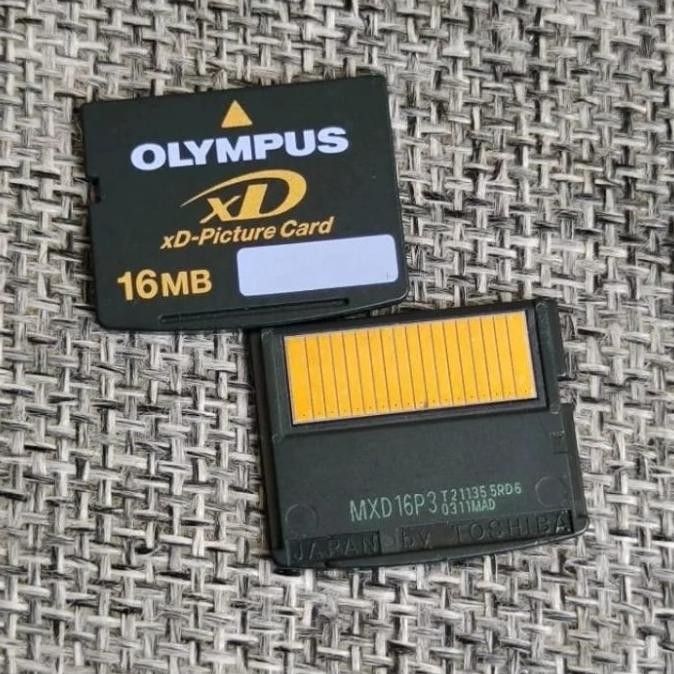 OLYMPUS
xD
xD-Picture Card
16MB
MXD16P3 T21135 5RD6
0311MAD
JAPAN by TOSHIBA